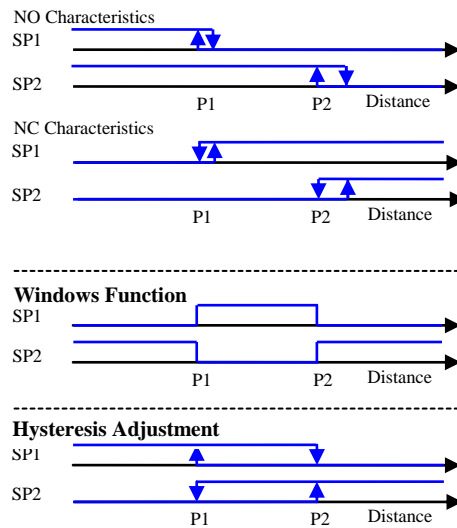 NO Characteristics
SP1
SP2
P1 P2 Distance
NC Characteristics
SP1
SP2
P1 P2 Distance
Windows Function
SP1
SP2
P1 P2 Distance
Hysteresis Adjustment
SP1
SP2
P1 P2 Distance